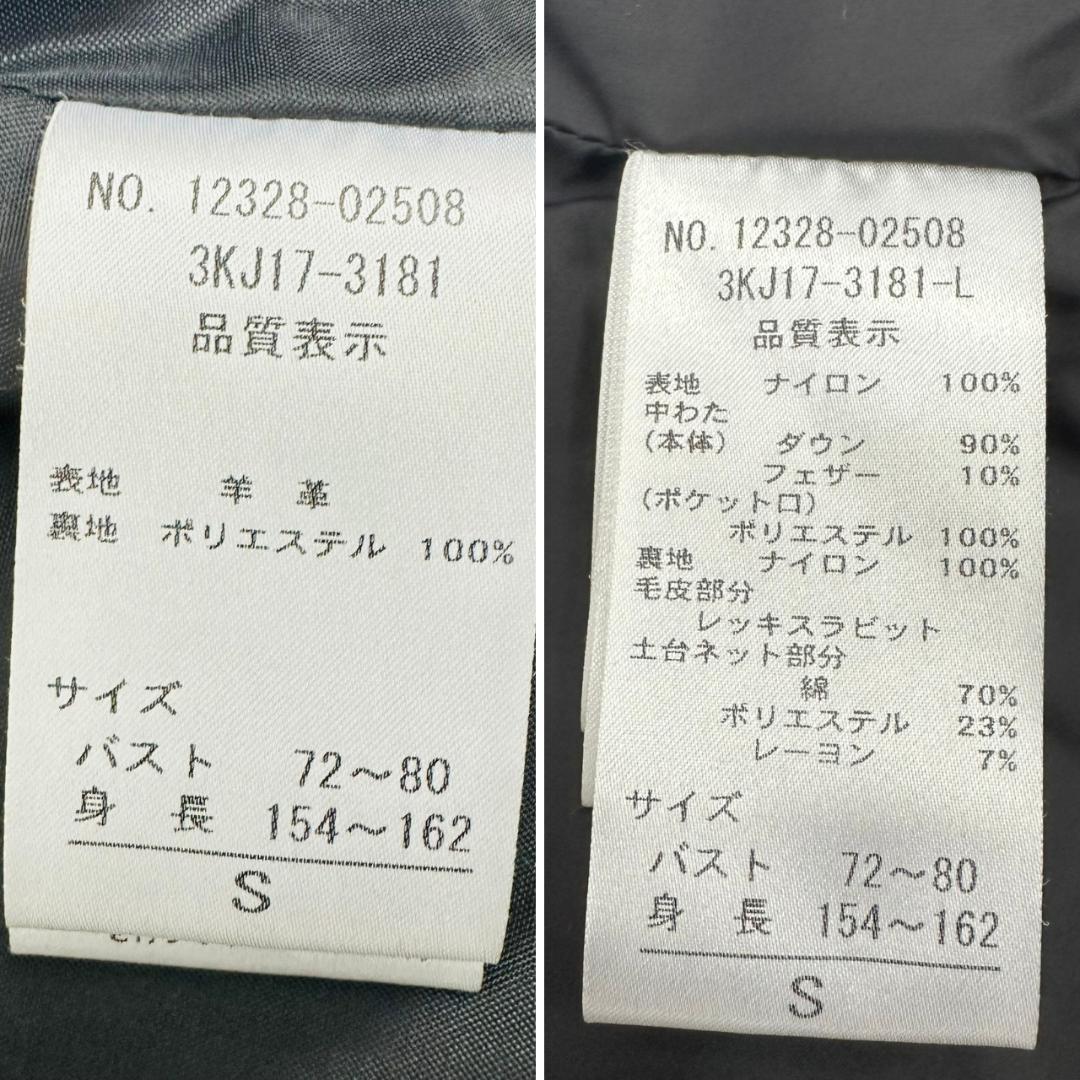 NO. 12328-02508
3KJ17-3181
品質表示
表地 羊革
裏地 ポリエステル 100%
サイズ
バスト 72～80
身長 154～162
S
NO. 12328-02508
3KJ17-3181-L
品質表示
表地 ナイロン 100%
中わた
(本体) ダウン 90%
フェザー 10%
(ポケット口)
ポリエステル 100%
裏地 ナイロン 100%
毛皮部分
レッキスラビット
土台ネット部分
綿 70%
ポリエステル 23%
レーヨン 7%
サイズ
バスト 72～80
身長 154～162
S